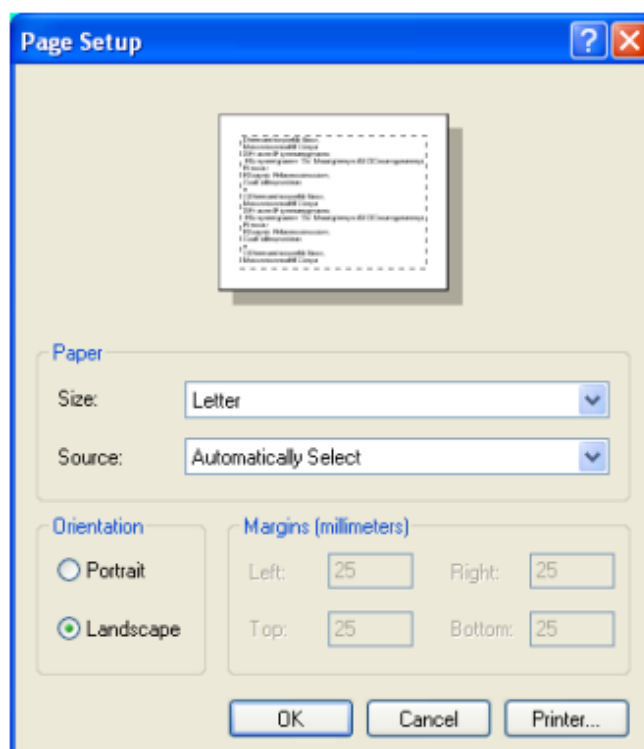 Page Setup
Paper
Size: Letter
Source: Automatically Select
Orientation
Portrait
Landscape
Margins (millimeters)
Left: 25 Right: 25
Top: 25 Bottom: 25
OK Cancel Printer...